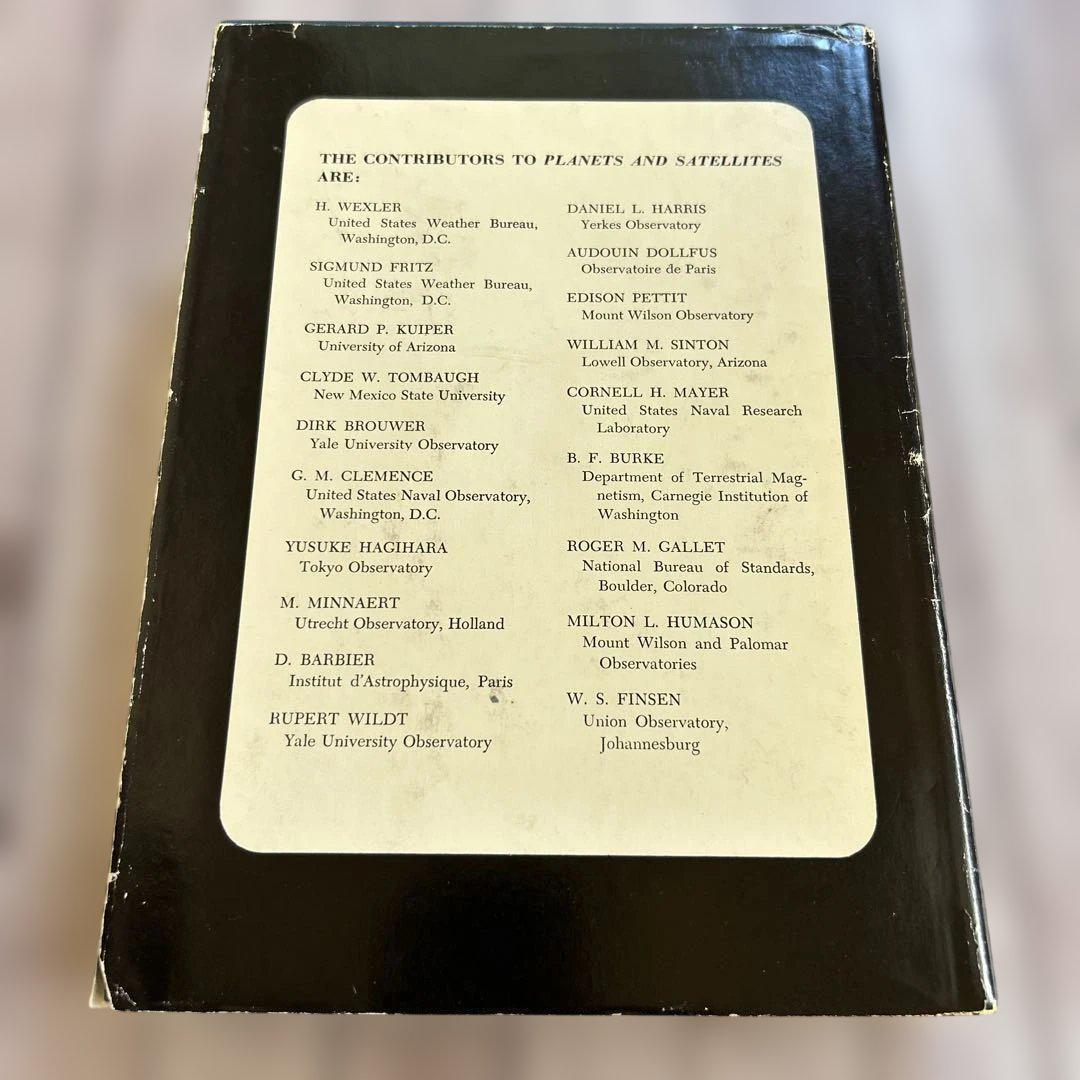 THE CONTRIBUTORS TO PLANETS AND SATELLITES
ARE:
H. WEXLER
United States Weather Bureau,
Washington, D.C.
SIGMUND FRITZ
United States Weather Bureau,
Washington, D.C.
GERARD P. KUIPER
University of Arizona
CLYDE W. TOMBAUGH
New Mexico State University
DIRK BROUWER
Yale University Observatory
G. M. CLEMENCE
United States Naval Observatory,
Washington, D.C.
YUSUKE HAGIHARA
Tokyo Observatory
M. MINNAERT
Utrecht Observatory, Holland
D. BARBIER
Institut d'Astrophysique, Paris
RUPERT WILDT
Yale University Observatory
DANIEL L. HARRIS
Yerkes Observatory
AUDOUIN DOLLFUS
Observatoire de Paris
EDISON PETTIT
Mount Wilson Observatory
WILLIAM M. SINTON
Lowell Observatory, Arizona
CORNELL H. MAYER
United States Naval Research
Laboratory
B. F. BURKE
Department of Terrestrial Mag-
netism, Carnegie Institution of
Washington
ROGER M. GALLET
National Bureau of Standards,
Boulder, Colorado
MILTON L. HUMASON
Mount Wilson and Palomar
Observatories
W. S. FINSEN
Union Observatory,
Johannesburg